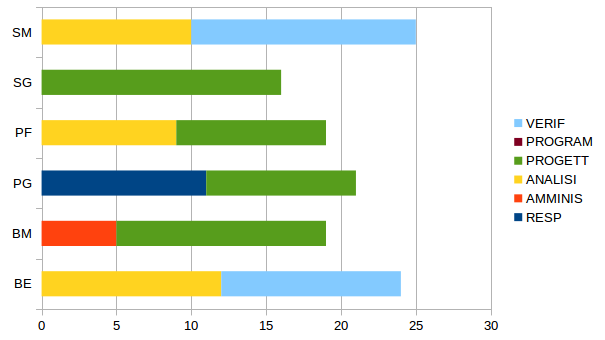 SM
SG
PF
PG
BM
BE
0 5 10 15 20 25 30
VERIF
PROGRAM
PROGETT
ANALISI
AMMINIS
RESP